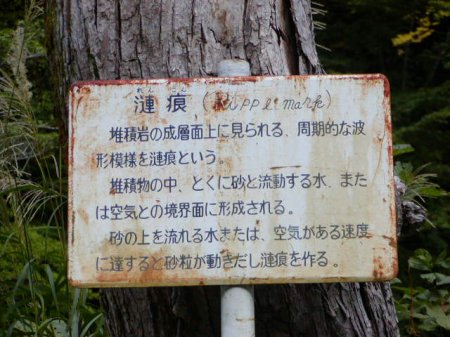 れん こん
漣痕 (Ripple mark)
堆積岩の成層面上に見られる、周期的な波
形模様を漣痕という。
堆積物の中、とくに砂と流動する水、また
は空気との境界面に形成される。
砂の上を流れる水または、空気がある速度
に達すると砂粒が動きだし漣痕を作る。